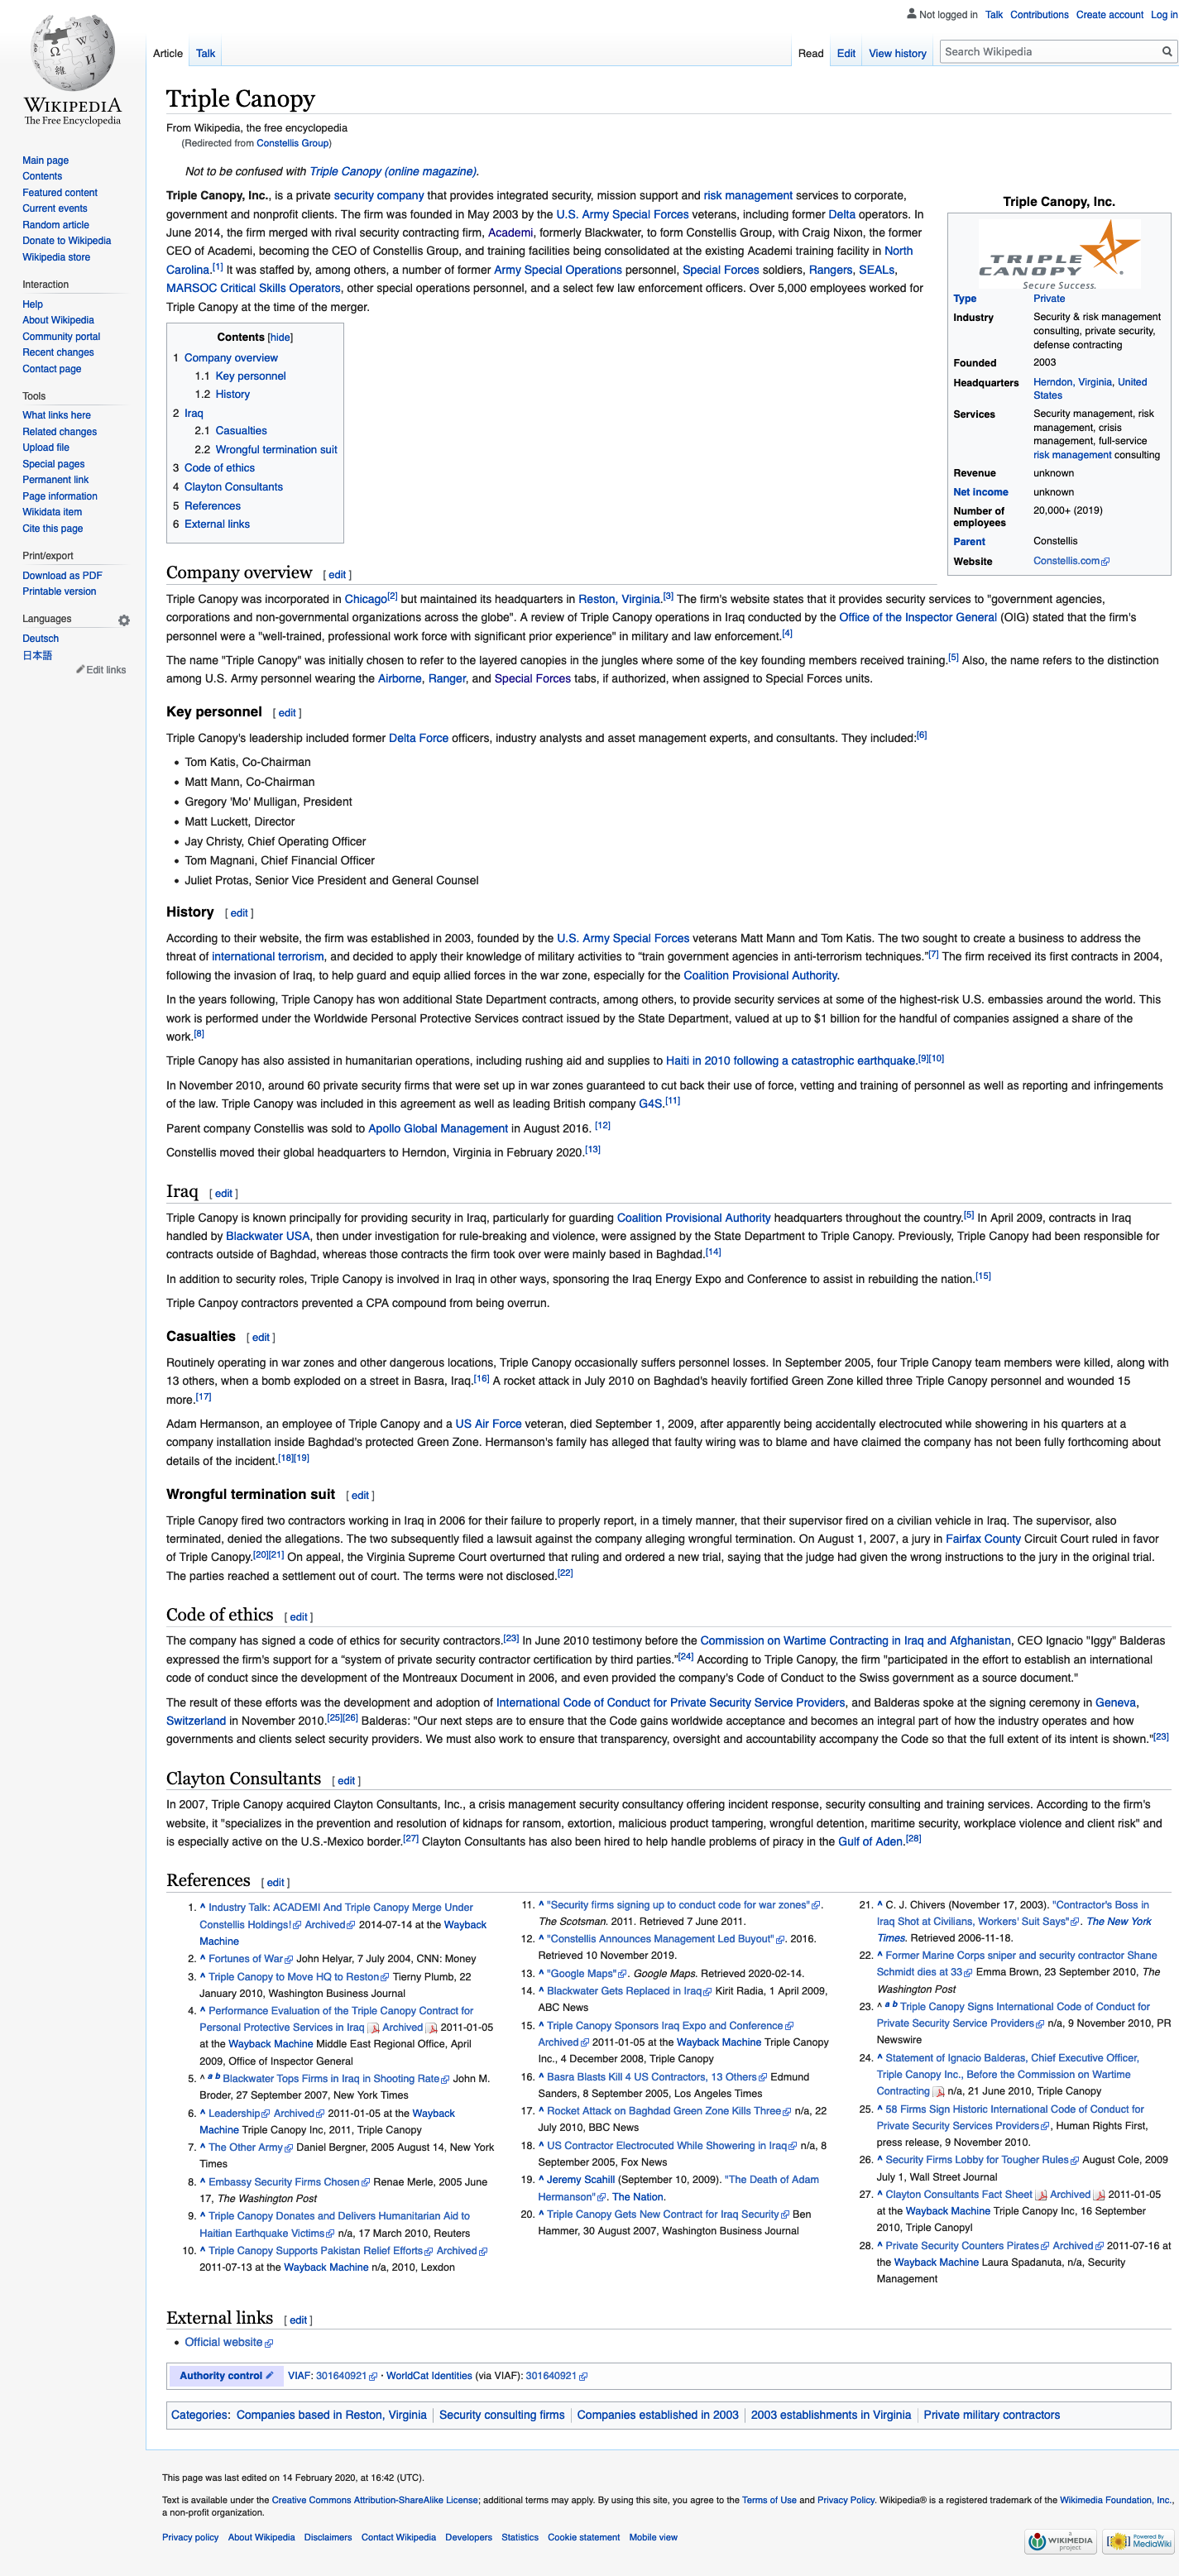 Not logged in Talk Contributions Create account Log in
Article Talk Read Edit View history Search Wikipedia
WIKIPEDIA
The Free Encyclopedia
Main page
Contents
Featured content
Current events
Random article
Donate to Wikipedia
Wikipedia store
Interaction
Help
About Wikipedia
Community portal
Recent changes
Contact page
Tools
What links here
Related changes
Upload file
Special pages
Permanent link
Page information
Wikidata item
Cite this page
Print/export
Download as PDF
Printable version
Languages
Deutsch
日本語
Edit links
Triple Canopy
From Wikipedia, the free encyclopedia
(Redirected from Constellis Group)
Not to be confused with Triple Canopy (online magazine).
Triple Canopy, Inc., is a private security company that provides integrated security, mission support and risk management services to corporate,
government and nonprofit clients. The firm was founded in May 2003 by the U.S. Army Special Forces veterans, including former Delta operators. In
June 2014, the firm merged with rival security contracting firm, Academi, formerly Blackwater, to form Constellis Group, with Craig Nixon, the former
CEO of Academi, becoming the CEO of Constellis Group, and training facilities being consolidated at the existing Academi training facility in North
Carolina.[1] It was staffed by, among others, a number of former Army Special Operations personnel, Special Forces soldiers, Rangers, SEALs,
MARSOC Critical Skills Operators, other special operations personnel, and a select few law enforcement officers. Over 5,000 employees worked for
Triple Canopy at the time of the merger.
Triple Canopy, Inc.
TRIPLE
CANOPY
Secure Success.
Type Private
Industry Security & risk management
consulting, private security,
defense contracting
Founded 2003
Headquarters Herndon, Virginia, United
States
Services Security management, risk
management, crisis
management, full-service
risk management consulting
Revenue unknown
Net income unknown
Number of employees 20,000+ (2019)
Parent Constellis
Website Constellis.com
Contents [hide]
1 Company overview
1.1 Key personnel
1.2 History
2 Iraq
2.1 Casualties
2.2 Wrongful termination suit
3 Code of ethics
4 Clayton Consultants
5 References
6 External links
Company overview [ edit ]
Triple Canopy was incorporated in Chicago[2] but maintained its headquarters in Reston, Virginia.[3] The firm's website states that it provides security services to "government agencies,
corporations and non-governmental organizations across the globe". A review of Triple Canopy operations in Iraq conducted by the Office of the Inspector General (OIG) stated that the firm's
personnel were a "well-trained, professional work force with significant prior experience" in military and law enforcement.[4]
The name "Triple Canopy" was initially chosen to refer to the layered canopies in the jungles where some of the key founding members received training.[5] Also, the name refers to the distinction
among U.S. Army personnel wearing the Airborne, Ranger, and Special Forces tabs, if authorized, when assigned to Special Forces units.
Key personnel [ edit ]
Triple Canopy's leadership included former Delta Force officers, industry analysts and asset management experts, and consultants. They included:[6]
• Tom Katis, Co-Chairman
• Matt Mann, Co-Chairman
• Gregory 'Mo' Mulligan, President
• Matt Luckett, Director
• Jay Christy, Chief Operating Officer
• Tom Magnani, Chief Financial Officer
• Juliet Protas, Senior Vice President and General Counsel
History [ edit ]
According to their website, the firm was established in 2003, founded by the U.S. Army Special Forces veterans Matt Mann and Tom Katis. The two sought to create a business to address the
threat of international terrorism, and decided to apply their knowledge of military activities to "train government agencies in anti-terrorism techniques."[7] The firm received its first contracts in 2004,
following the invasion of Iraq, to help guard and equip allied forces in the war zone, especially for the Coalition Provisional Authority.
In the years following, Triple Canopy has won additional State Department contracts, among others, to provide security services at some of the highest-risk U.S. embassies around the world. This
work is performed under the Worldwide Personal Protective Services contract issued by the State Department, valued at up to $1 billion for the handful of companies assigned a share of the
work.[8]
Triple Canopy has also assisted in humanitarian operations, including rushing aid and supplies to Haiti in 2010 following a catastrophic earthquake.[9][10]
In November 2010, around 60 private security firms that were set up in war zones guaranteed to cut back their use of force, vetting and training of personnel as well as reporting and infringements
of the law. Triple Canopy was included in this agreement as well as leading British company G4S.[11]
Parent company Constellis was sold to Apollo Global Management in August 2016. [12]
Constellis moved their global headquarters to Herndon, Virginia in February 2020.[13]
Iraq [ edit ]
Triple Canopy is known principally for providing security in Iraq, particularly for guarding Coalition Provisional Authority headquarters throughout the country.[5] In April 2009, contracts in Iraq
handled by Blackwater USA, then under investigation for rule-breaking and violence, were assigned by the State Department to Triple Canopy. Previously, Triple Canopy had been responsible for
contracts outside of Baghdad, whereas those contracts the firm took over were mainly based in Baghdad.[14]
In addition to security roles, Triple Canopy is involved in Iraq in other ways, sponsoring the Iraq Energy Expo and Conference to assist in rebuilding the nation.[15]
Triple Canpoy contractors prevented a CPA compound from being overrun.
Casualties [ edit ]
Routinely operating in war zones and other dangerous locations, Triple Canopy occasionally suffers personnel losses. In September 2005, four Triple Canopy team members were killed, along with
13 others, when a bomb exploded on a street in Basra, Iraq.[16] A rocket attack in July 2010 on Baghdad's heavily fortified Green Zone killed three Triple Canopy personnel and wounded 15
more.[17]
Adam Hermanson, an employee of Triple Canopy and a US Air Force veteran, died September 1, 2009, after apparently being accidentally electrocuted while showering in his quarters at a
company installation inside Baghdad's protected Green Zone. Hermanson's family has alleged that faulty wiring was to blame and have claimed the company has not been fully forthcoming about
details of the incident.[18][19]
Wrongful termination suit [ edit ]
Triple Canopy fired two contractors working in Iraq in 2006 for their failure to properly report, in a timely manner, that their supervisor fired on a civilian vehicle in Iraq. The supervisor, also
terminated, denied the allegations. The two subsequently filed a lawsuit against the company alleging wrongful termination. On August 1, 2007, a jury in Fairfax County Circuit Court ruled in favor
of Triple Canopy.[20][21] On appeal, the Virginia Supreme Court overturned that ruling and ordered a new trial, saying that the judge had given the wrong instructions to the jury in the original trial.
The parties reached a settlement out of court. The terms were not disclosed.[22]
Code of ethics [ edit ]
The company has signed a code of ethics for security contractors.[23] In June 2010 testimony before the Commission on Wartime Contracting in Iraq and Afghanistan, CEO Ignacio "Iggy" Balderas
expressed the firm's support for a "system of private security contractor certification by third parties."[24] According to Triple Canopy, the firm "participated in the effort to establish an international
code of conduct since the development of the Montreaux Document in 2006, and even provided the company's Code of Conduct to the Swiss government as a source document."
The result of these efforts was the development and adoption of International Code of Conduct for Private Security Service Providers, and Balderas spoke at the signing ceremony in Geneva,
Switzerland in November 2010.[25][26] Balderas: "Our next steps are to ensure that the Code gains worldwide acceptance and becomes an integral part of how the industry operates and how
governments and clients select security providers. We must also work to ensure that transparency, oversight and accountability accompany the Code so that the full extent of its intent is shown."[23]
Clayton Consultants [ edit ]
In 2007, Triple Canopy acquired Clayton Consultants, Inc., a crisis management security consultancy offering incident response, security consulting and training services. According to the firm's
website, it "specializes in the prevention and resolution of kidnaps for ransom, extortion, malicious product tampering, wrongful detention, maritime security, workplace violence and client risk" and
is especially active on the U.S.-Mexico border.[27] Clayton Consultants has also been hired to help handle problems of piracy in the Gulf of Aden.[28]
References [ edit ]
1. ^ Industry Talk: ACADEMI And Triple Canopy Merge Under
Constellis Holdings! Archived 2014-07-14 at the Wayback
Machine
2. ^ Fortunes of War John Helyar, 7 July 2004, CNN: Money
3. ^ Triple Canopy to Move HQ to Reston Tierny Plumb, 22
January 2010, Washington Business Journal
4. ^ Performance Evaluation of the Triple Canopy Contract for
Personal Protective Services in Iraq Archived 2011-01-05
at the Wayback Machine Middle East Regional Office, April
2009, Office of Inspector General
5. ^ a b Blackwater Tops Firms in Iraq in Shooting Rate John M.
Broder, 27 September 2007, New York Times
6. ^ Leadership Archived 2011-01-05 at the Wayback
Machine Triple Canopy Inc, 2011, Triple Canopy
7. ^ The Other Army Daniel Bergner, 2005 August 14, New York
Times
8. ^ Embassy Security Firms Chosen Renae Merle, 2005 June
17, The Washington Post
9. ^ Triple Canopy Donates and Delivers Humanitarian Aid to
Haitian Earthquake Victims n/a, 17 March 2010, Reuters
10. ^ Triple Canopy Supports Pakistan Relief Efforts Archived
2011-07-13 at the Wayback Machine n/a, 2010, Lexdon
11. ^ "Security firms signing up to conduct code for war zones".
The Scotsman. 2011. Retrieved 7 June 2011.
12. ^ "Constellis Announces Management Led Buyout". 2016.
Retrieved 10 November 2019.
13. ^ "Google Maps". Google Maps. Retrieved 2020-02-14.
14. ^ Blackwater Gets Replaced in Iraq Kirit Radia, 1 April 2009,
ABC News
15. ^ Triple Canopy Sponsors Iraq Expo and Conference
Archived 2011-01-05 at the Wayback Machine Triple Canopy
Inc., 4 December 2008, Triple Canopy
16. ^ Basra Blasts Kill 4 US Contractors, 13 Others Edmund
Sanders, 8 September 2005, Los Angeles Times
17. ^ Rocket Attack on Baghdad Green Zone Kills Three n/a, 22
July 2010, BBC News
18. ^ US Contractor Electrocuted While Showering in Iraq n/a, 8
September 2005, Fox News
19. ^ Jeremy Scahill (September 10, 2009). "The Death of Adam
Hermanson". The Nation.
20. ^ Triple Canopy Gets New Contract for Iraq Security Ben
Hammer, 30 August 2007, Washington Business Journal
21. ^ C. J. Chivers (November 17, 2003). "Contractor's Boss in
Iraq Shot at Civilians, Workers' Suit Says". The New York
Times. Retrieved 2006-11-18.
22. ^ Former Marine Corps sniper and security contractor Shane
Schmidt dies at 33 Emma Brown, 23 September 2010, The
Washington Post
23. ^ a b Triple Canopy Signs International Code of Conduct for
Private Security Service Providers n/a, 9 November 2010, PR
Newswire
24. ^ Statement of Ignacio Balderas, Chief Executive Officer,
Triple Canopy Inc., Before the Commission on Wartime
Contracting n/a, 21 June 2010, Triple Canopy
25. ^ 58 Firms Sign Historic International Code of Conduct for
Private Security Services Providers, Human Rights First,
press release, 9 November 2010.
26. ^ Security Firms Lobby for Tougher Rules August Cole, 2009
July 1, Wall Street Journal
27. ^ Clayton Consultants Fact Sheet Archived 2011-01-05
at the Wayback Machine Triple Canopy Inc, 16 September
2010, Triple Canopyl
28. ^ Private Security Counters Pirates Archived 2011-07-16 at
the Wayback Machine Laura Spadanuta, n/a, Security
Management
External links [ edit ]
• Official website
Authority control VIAF: 301640921 · WorldCat Identities (via VIAF): 301640921
Categories: Companies based in Reston, Virginia | Security consulting firms | Companies established in 2003 | 2003 establishments in Virginia | Private military contractors
This page was last edited on 14 February 2020, at 16:42 (UTC).
Text is available under the Creative Commons Attribution-ShareAlike License; additional terms may apply. By using this site, you agree to the Terms of Use and Privacy Policy. Wikipedia® is a registered trademark of the Wikimedia Foundation, Inc.,
a non-profit organization.
Privacy policy About Wikipedia Disclaimers Contact Wikipedia Developers Statistics Cookie statement Mobile view
WIKIMEDIA
project
Powered By
MediaWiki